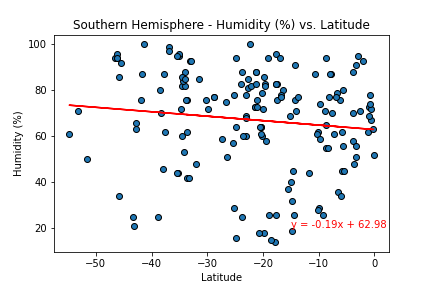 Southern Hemisphere - Humidity (%) vs. Latitude
100
80
60
40
20
Humidity (%)
y = -0.19x + 62.98
−50
−40
−30
−20
−10
0
Latitude